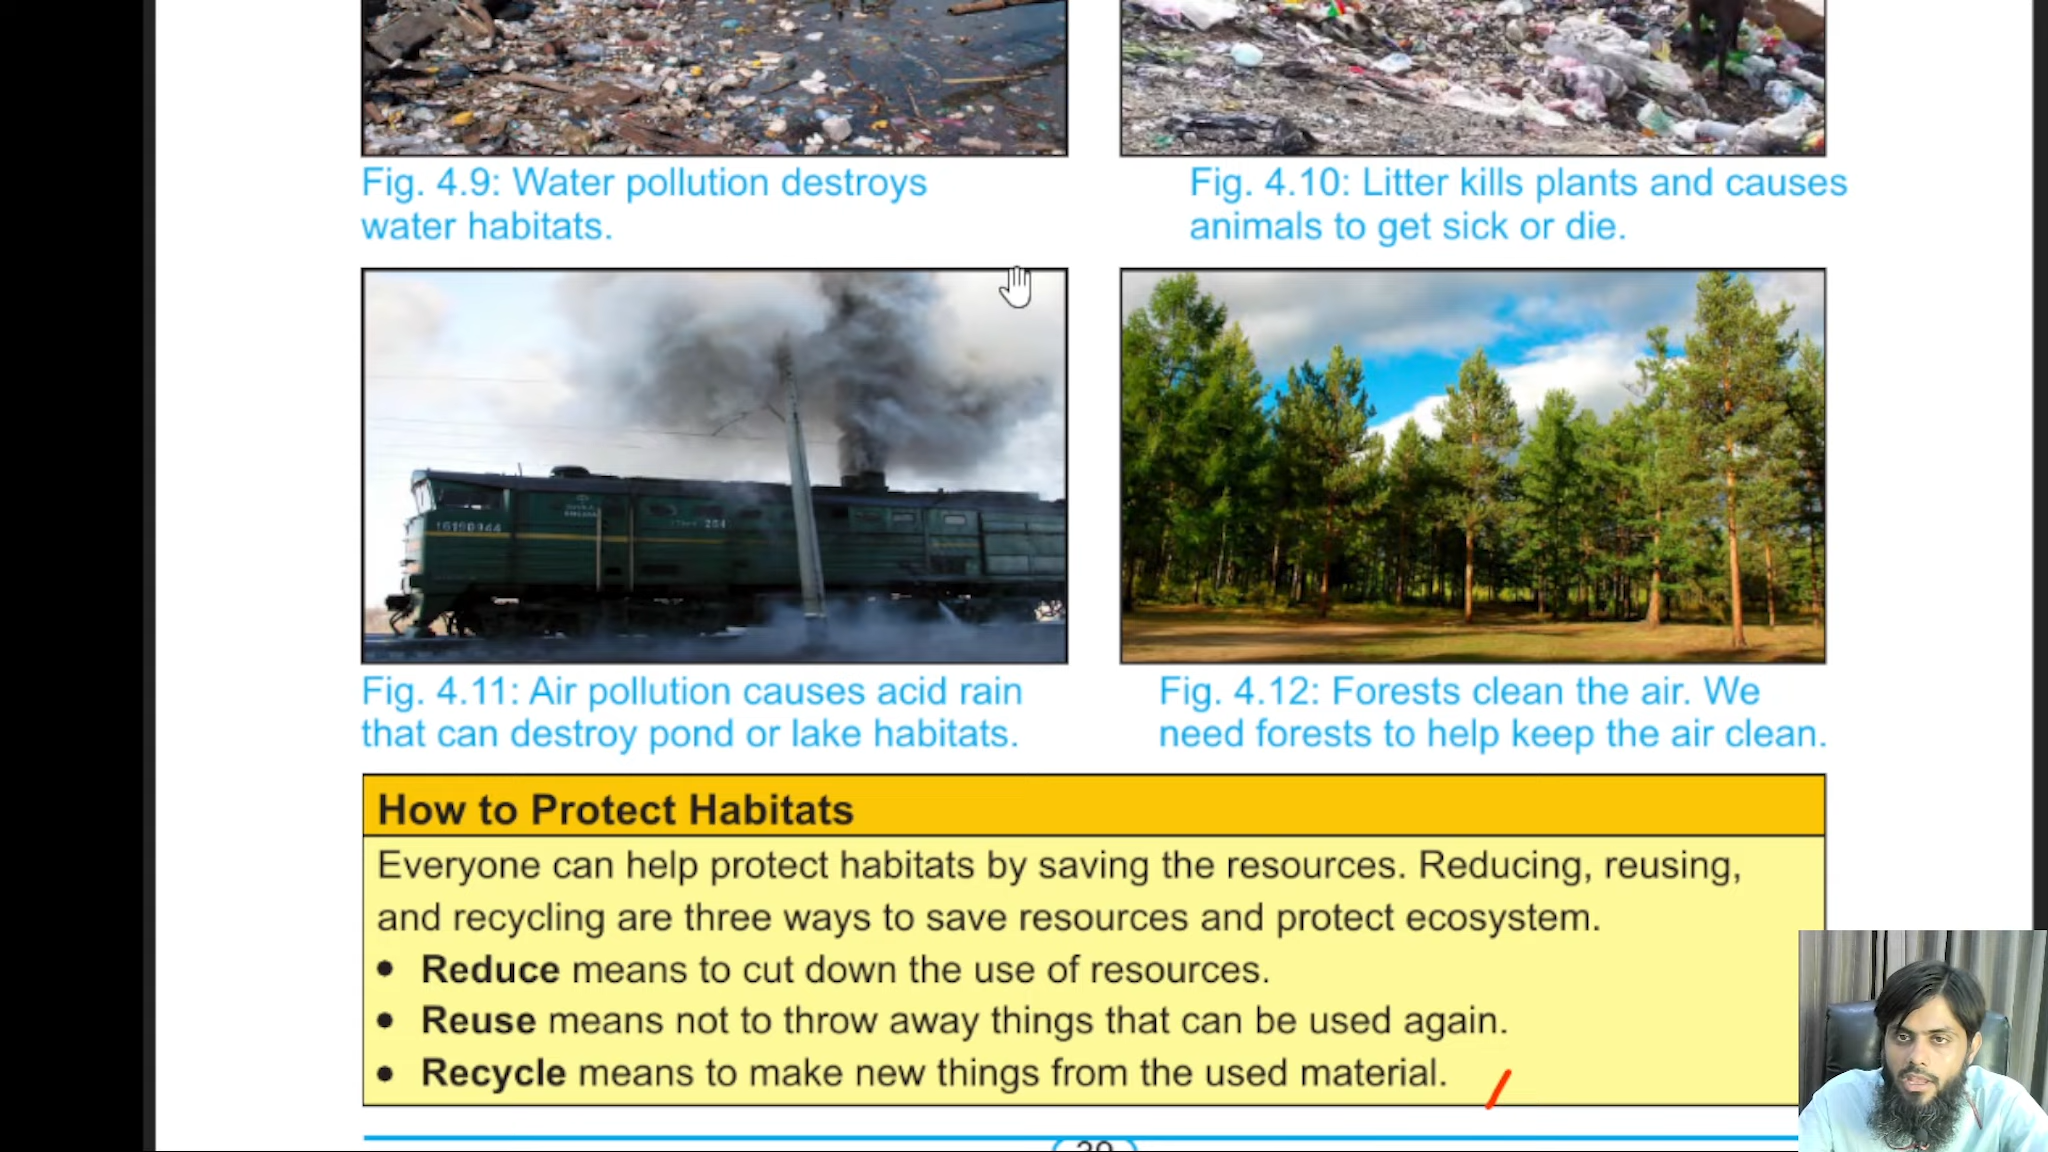 Fig. 4.9: Water pollution destroys
water habitats.
Fig. 4.10: Litter kills plants and causes
animals to get sick or die.
16190944
264
Fig. 4.11: Air pollution causes acid rain
that can destroy pond or lake habitats.
Fig. 4.12: Forests clean the air. We
need forests to help keep the air clean.
How to Protect Habitats
Everyone can help protect habitats by saving the resources. Reducing, reusing,
and recycling are three ways to save resources and protect ecosystem.
• Reduce means to cut down the use of resources.
• Reuse means not to throw away things that can be used again.
• Recycle means to make new things from the used material.